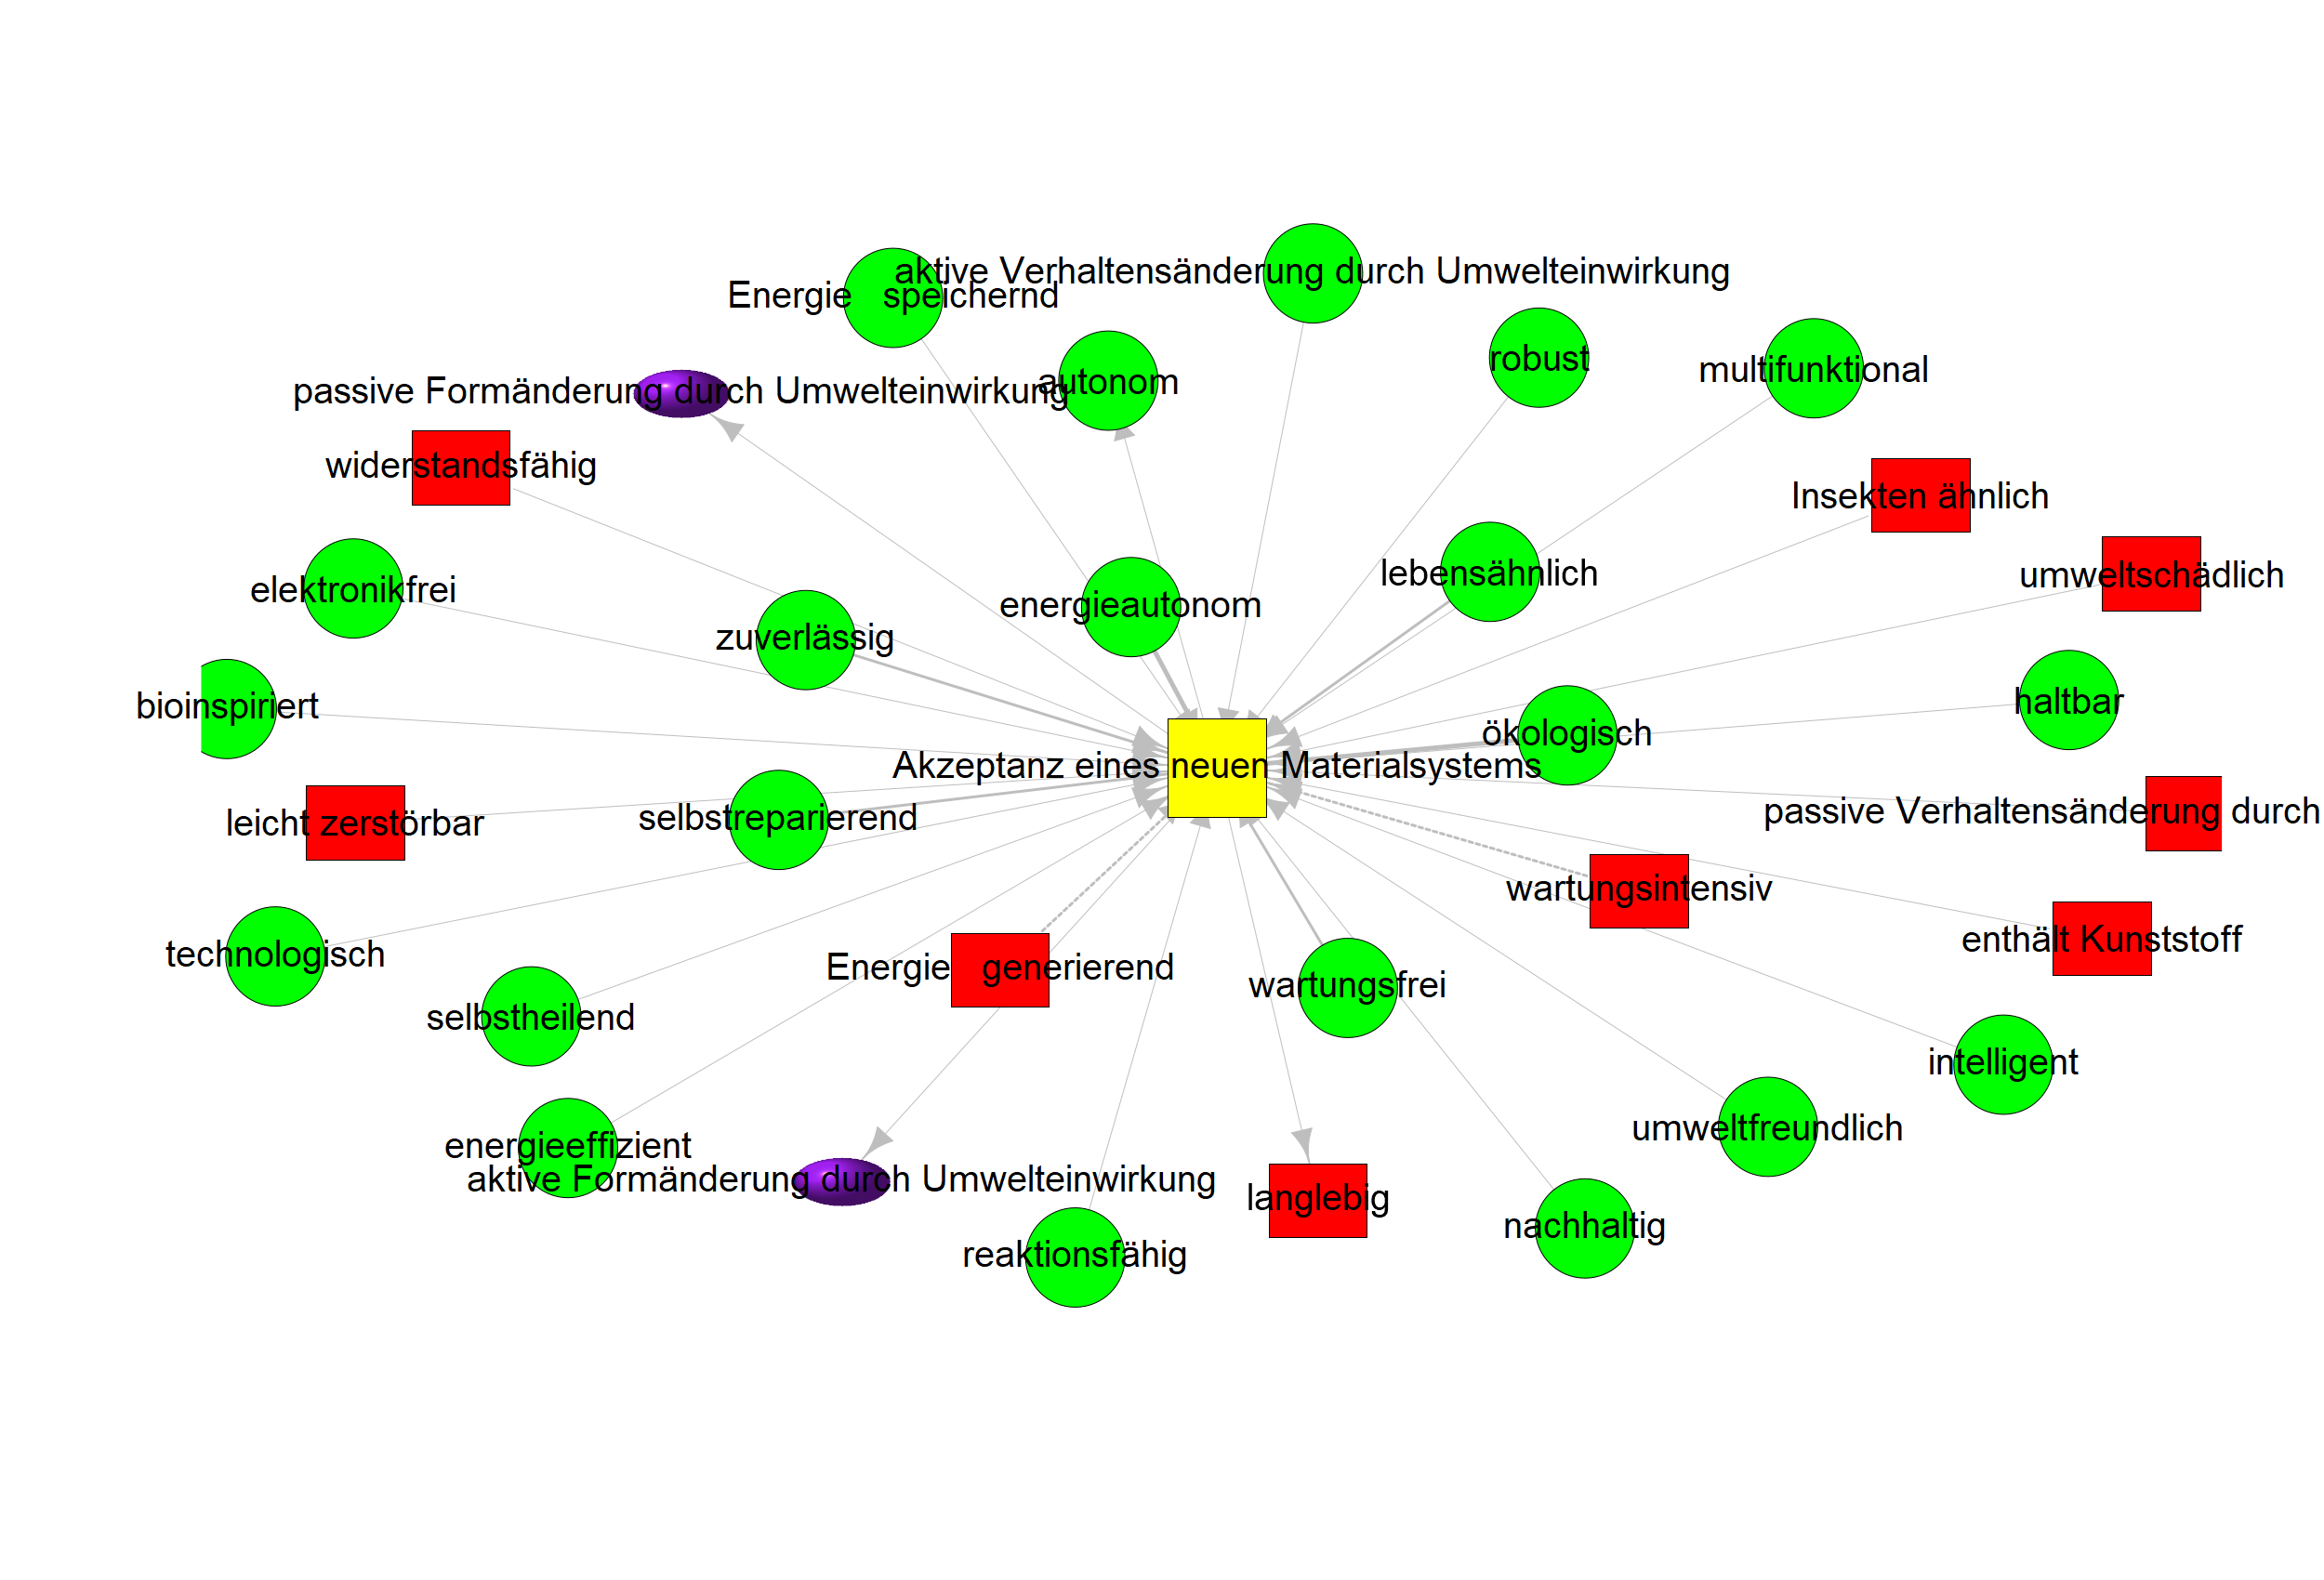 aktive Verhaltensänderung durch Umwelteinwirkung
Energie speichernd
robust
multifunktional
autonom
passive Formänderung durch Umwelteinwirkung
widerstandsfähig
Insekten ähnlich
lebensähnlich
umweltschädlich
elektronikfrei
energieautonom
zuverlässig
haltbar
bioinspiriert
ökologisch
Akzeptanz eines neuen Materialsystems
passive Verhaltensänderung durch
selbstreparierend
leicht zerstörbar
wartungsintensiv
enthält Kunststoff
technologisch
Energie generierend
wartungsfrei
selbstheilend
intelligent
umweltfreundlich
energieeffizient
aktive Formänderung durch Umwelteinwirkung
langlebig
nachhaltig
reaktionsfähig